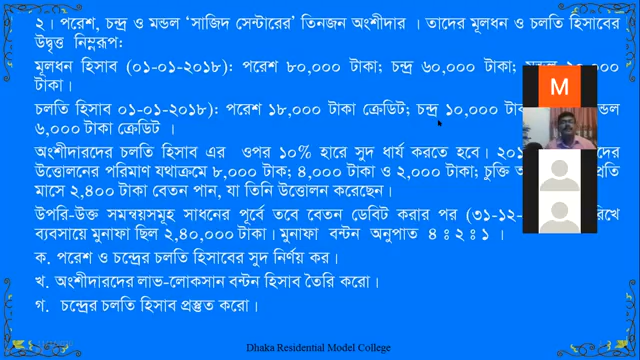 ২। পরেশ, চন্দ্র ও মন্ডল ‘সাজিদ সেন্টারের’ তিনজন অংশীদার । তাদের মূলধন ও চলতি হিসাবের
উদ্বৃত্ত নিম্নরূপ:
মূলধন হিসাব (০১-০১-২০১৮): পরেশ ৮০,০০০ টাকা; চন্দ্র ৬০,০০০ টাকা;
টাকা।
চলতি হিসাব ০১-০১-২০১৮): পরেশ ১৮,০০০ টাকা ক্রেডিট; চন্দ্র ১০,০০০
৬,০০০ টাকা ক্রেডিট ।
অংশীদারদের চলতি হিসাব এর ওপর ১০% হারে সুদ ধার্য করতে হবে।
উত্তোলনের পরিমাণ যথাক্রমে ৮,০০০ টাক; ৪,০০০ টাকা ও ২,০০০ টাকা; চুক্তি প্রতি
মাসে ২,৪০০ টাকা বেতন পান, যা তিনি উত্তোলন করেছেন।
উপরি-উক্ত সমন্বয়সমূহ সাধনের পূর্বে তবে বেতন ডেবিট করার পর (৩১-১২-
ব্যবসায়ে মুনাফা ছিল ২,৪০,০০০ টাকা। মুনাফা বন্টন অনুপাত ৪ ঃ ২ ঃ ১ ।
ক. পরেশ ও চন্দ্রের চলতি হিসাবের সুদ নির্ণয় কর।
খ. অংশীদারদের লাভ-লোকসান বন্টন হিসাব তৈরি করো।
গ. চন্দ্রের চলতি হিসাব প্রস্তুত করো।
M
Dhaka Residential Model College